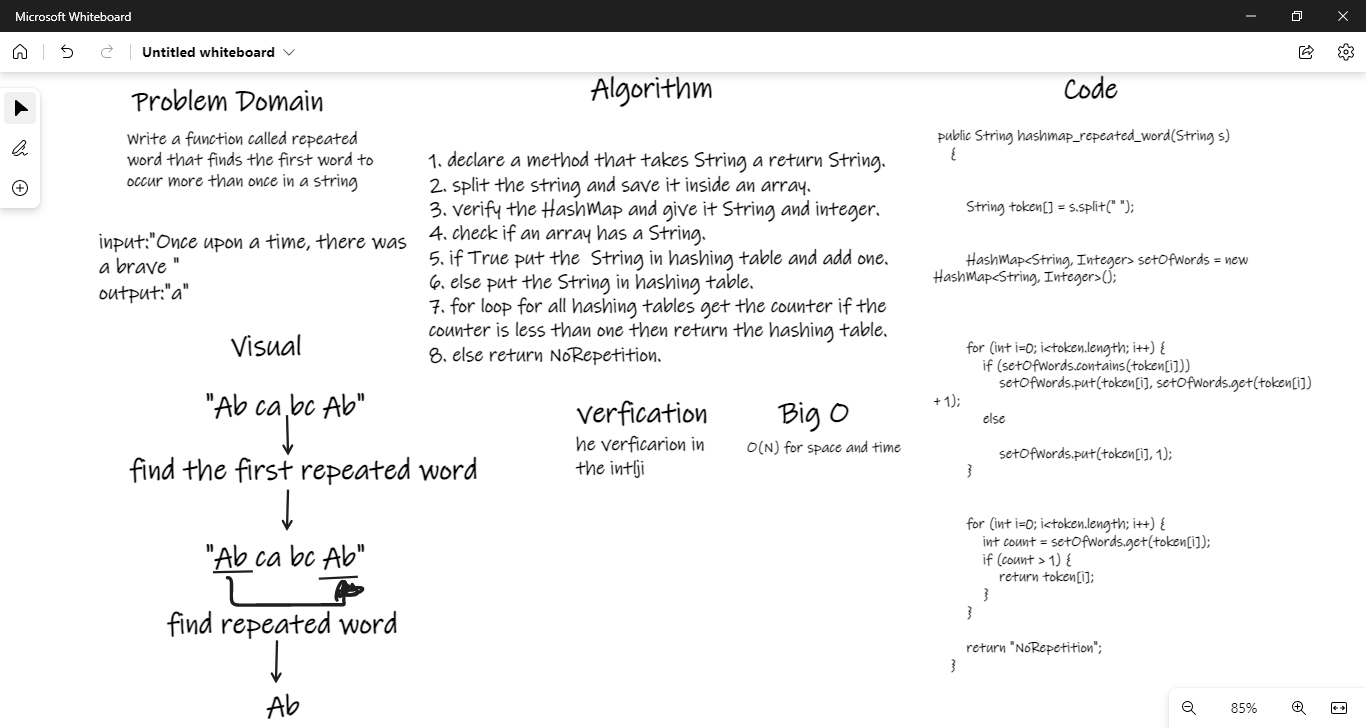 Microsoft Whiteboard
Untitled whiteboard
Problem Domain
Write a function called repeated
word that finds the first word to
occur more than once in a string
input:"Once upon a time, there was
a brave "
output:"a"
Visual
"Ab ca bc Ab"
find the first repeated word
"Ab ca bc Ab"
find repeated word
Ab
Algorithm
1. declare a method that takes String a return String.
2. split the string and save it inside an array.
3. verify the HashMap and give it String and integer.
4. check if an array has a String.
5. if True put the String in hashing table and add one.
6. else put the String in hashing table.
7. for loop for all hashing tables get the counter if the
counter is less than one then return the hashing table.
8. else return NoRepetition.
verfication
he verficarion in
the intlji
Big O
O(N) for space and time
Code
public String hashmap_repeated_word(String s)
{
String token[] = s.split(" ");
HashMap<String, Integer> setOfWords = new
HashMap<String, Integer>();
for (int i=0; i<token.length; i++) {
if (setOfWords.contains(token[i]))
setOfWords.put(token[i], setOfWords.get(token[i])
+ 1);
else
setOfWords.put(token[i], 1);
}
for (int i=0; i<token.length; i++) {
int count = setOfWords.get(token[i]);
if (count > 1) {
return token[i];
}
}
return "NoRepetition";
}
85%